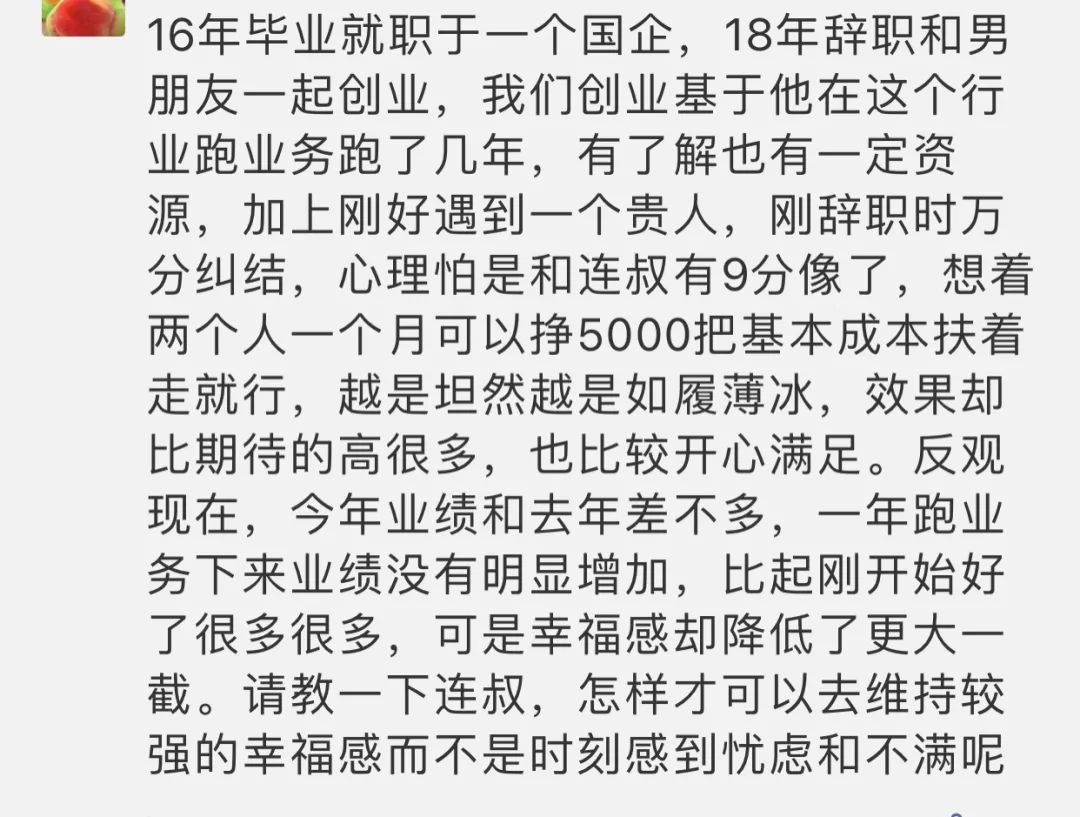 16年毕业就职于一个国企，18年辞职和男
朋友一起创业，我们创业基于他在这个行
业跑业务跑了几年，有了解也有一定资
源，加上刚好遇到一个贵人，刚辞职时万
分纠结，心理怕是和连叔有9分像了，想着
两个人一个月可以挣5000把基本成本扶着
走就行，越是坦然越是如履薄冰，效果却
比期待的高很多，也比较开心满足。反观
现在，今年业绩和去年差不多，一年跑业
务下来业绩没有明显增加，比起刚开始好
了很多很多，可是幸福感却降低了更大一
截。请教一下连叔，怎样才可以去维持较
强的幸福感而不是时刻感到忧虑和不满呢